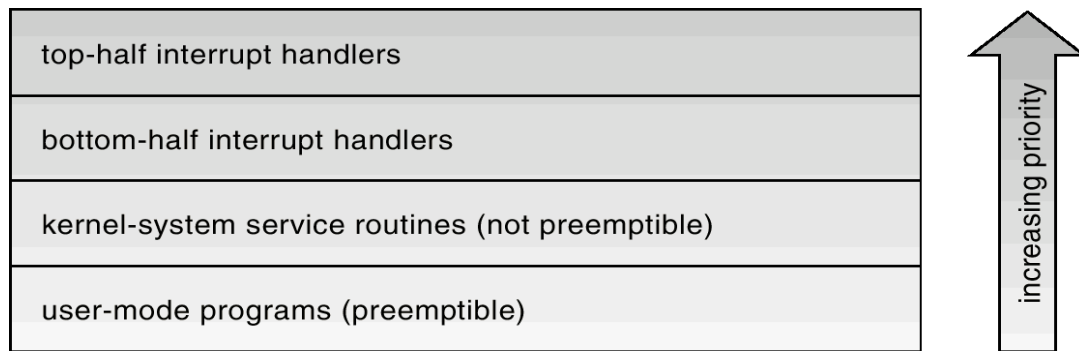 top-half interrupt handlers
bottom-half interrupt handlers
kernel-system service routines (not preemptible)
user-mode programs (preemptible)
increasing priority